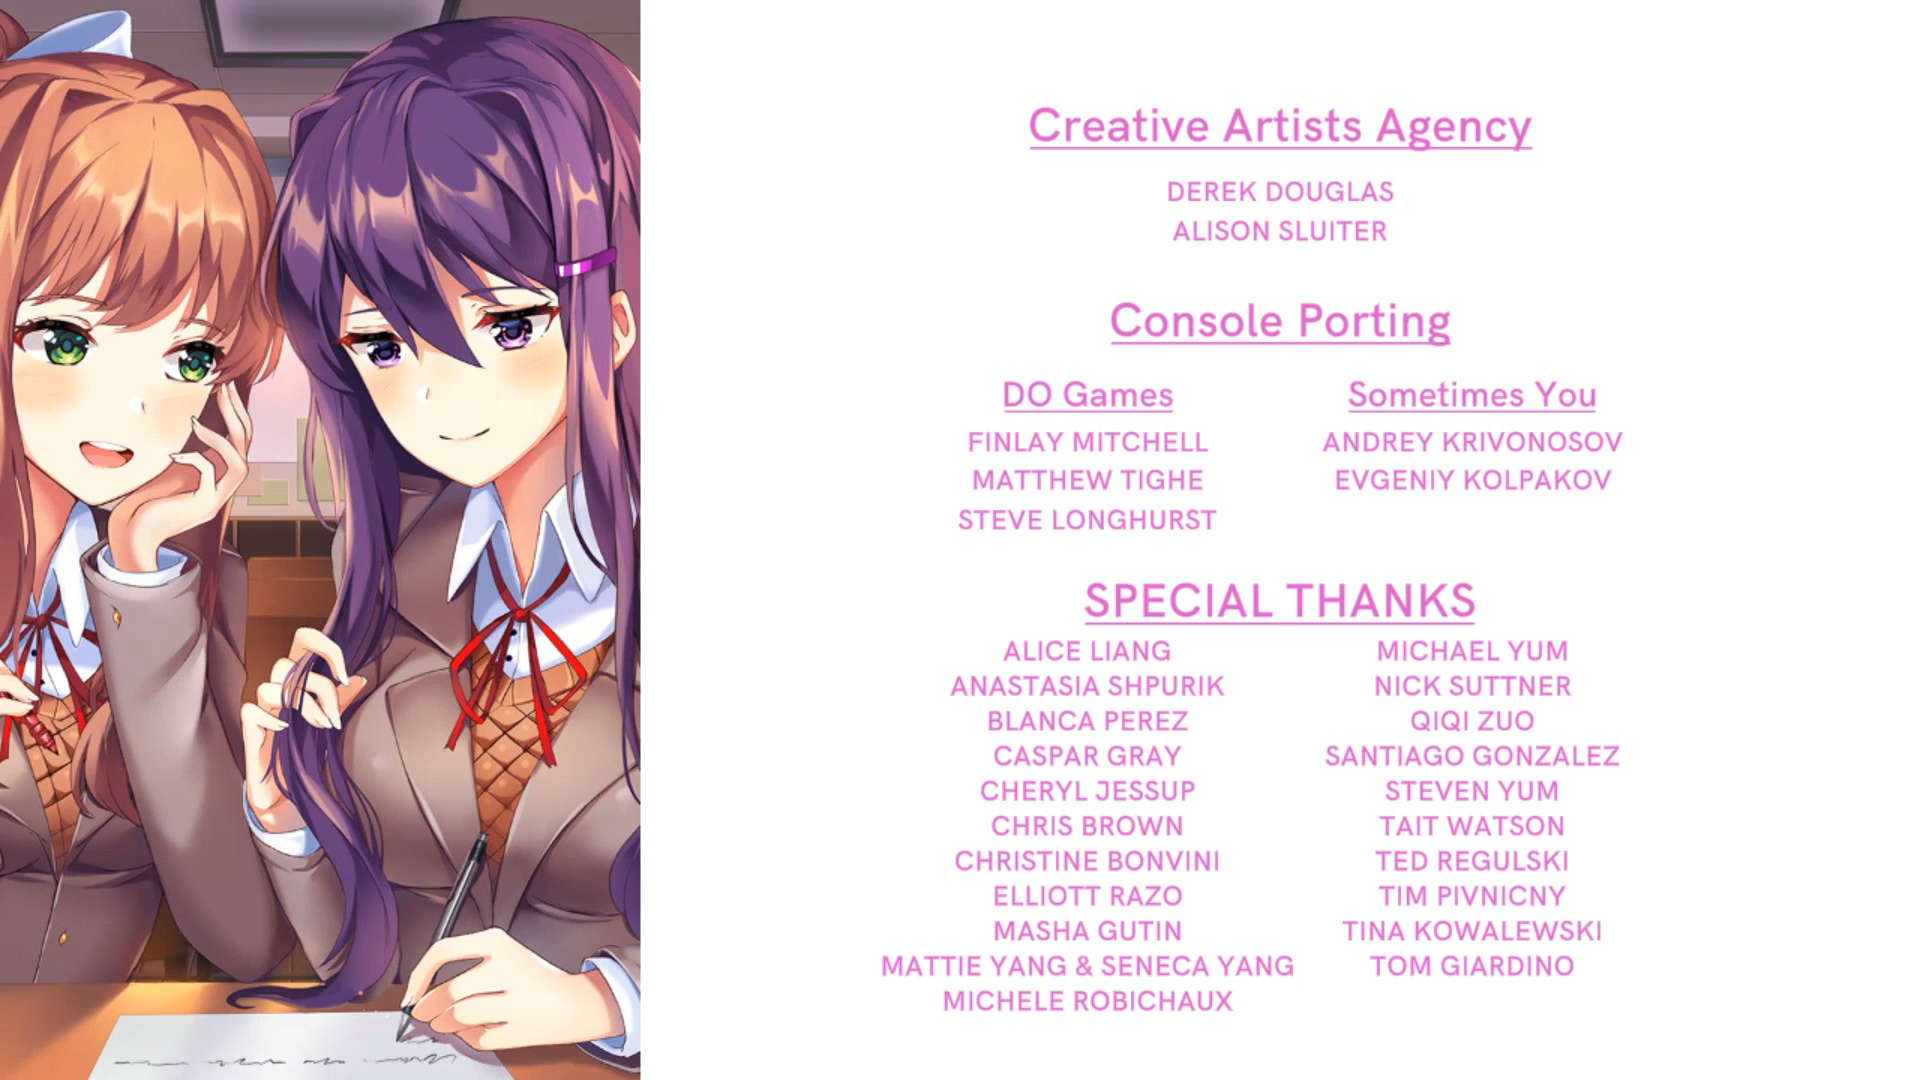 Creative Artists Agency
DEREK DOUGLAS
ALISON SLUITER
Console Porting
DO Games
FINLAY MITCHELL
MATTHEW TIGHE
STEVE LONGHURST
Sometimes You
ANDREY KRIVONOSOV
EVGENIY KOLPAKOV
SPECIAL THANKS
ALICE LIANG
ANASTASIA SHPURIK
BLANCA PEREZ
CASPAR GRAY
CHERYL JESSUP
CHRIS BROWN
CHRISTINE BONVINI
ELLIOTT RAZO
MASHA GUTIN
MATTIE YANG & SENECA YANG
MICHELE ROBICHAUX
MICHAEL YUM
NICK SUTTNER
QIQI ZUO
SANTIAGO GONZALEZ
STEVEN YUM
TAIT WATSON
TED REGULSKI
TIM PIVNICNY
TINA KOWALEWSKI
TOM GIARDINO